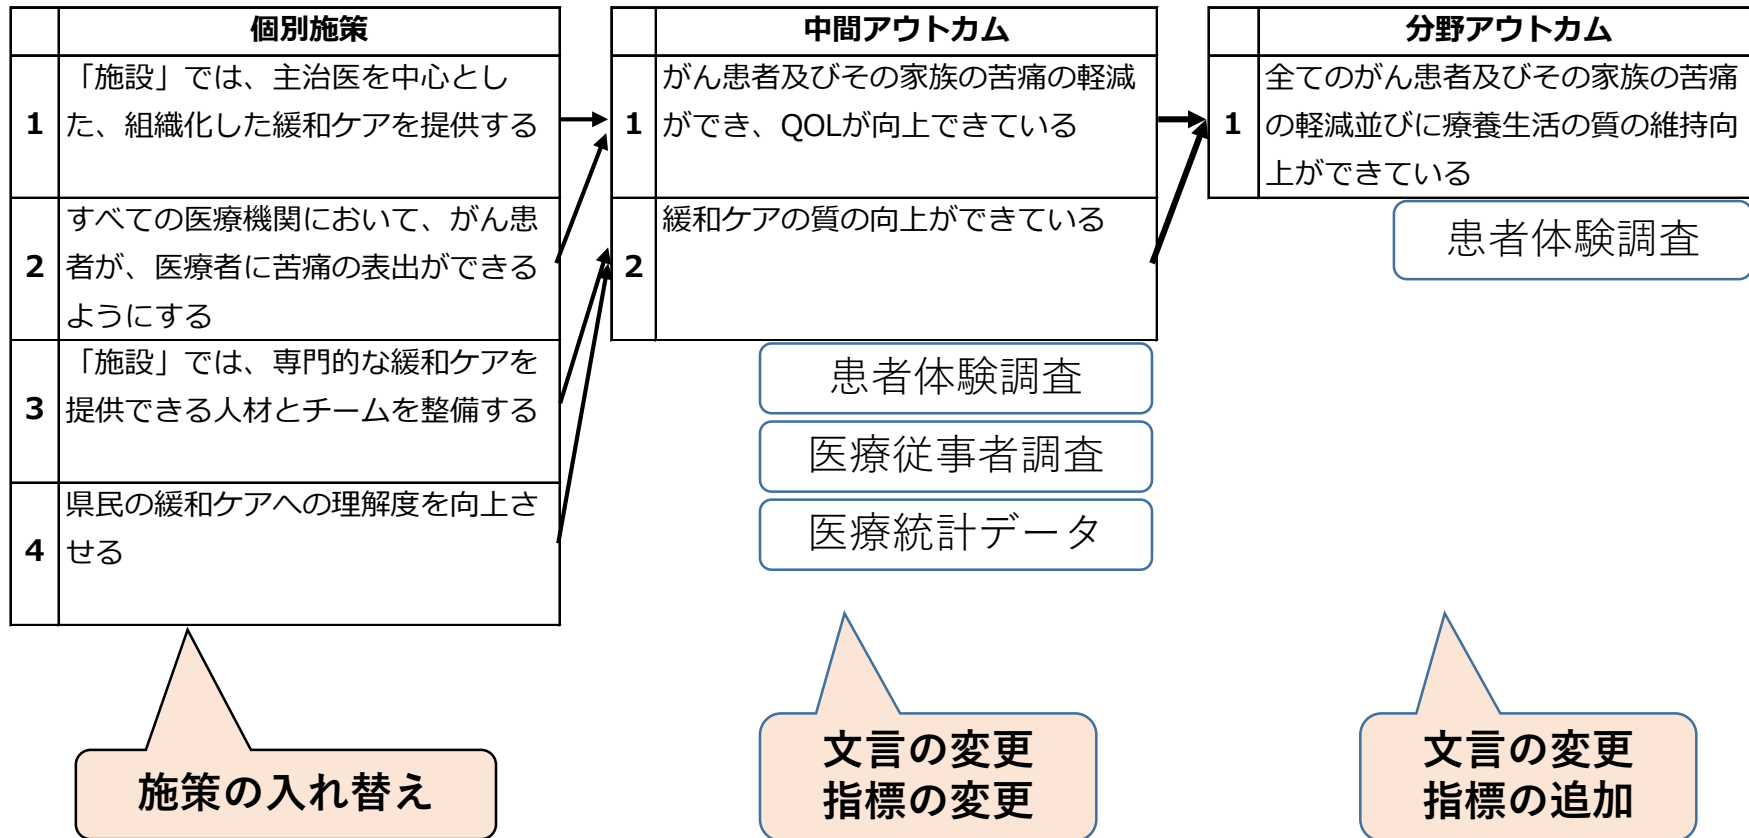 個別施策
1
「施設」では、主治医を中心とし
た、組織化した緩和ケアを提供する
2
すべての医療機関において、がん患
者が、医療者に苦痛の表出ができる
ようにする
3
「施設」では、専門的な緩和ケアを
提供できる人材とチームを整備する
4
県民の緩和ケアへの理解度を向上さ
せる
施策の入れ替え
中間アウトカム
1
がん患者及びその家族の苦痛の軽減
ができ、QOLが向上できている
2
緩和ケアの質の向上ができている
患者体験調査
医療従事者調査
医療統計データ
文言の変更
指標の変更
分野アウトカム
1
全てのがん患者及びその家族の苦痛
の軽減並びに療養生活の質の維持向
上ができている
患者体験調査
文言の変更
指標の追加